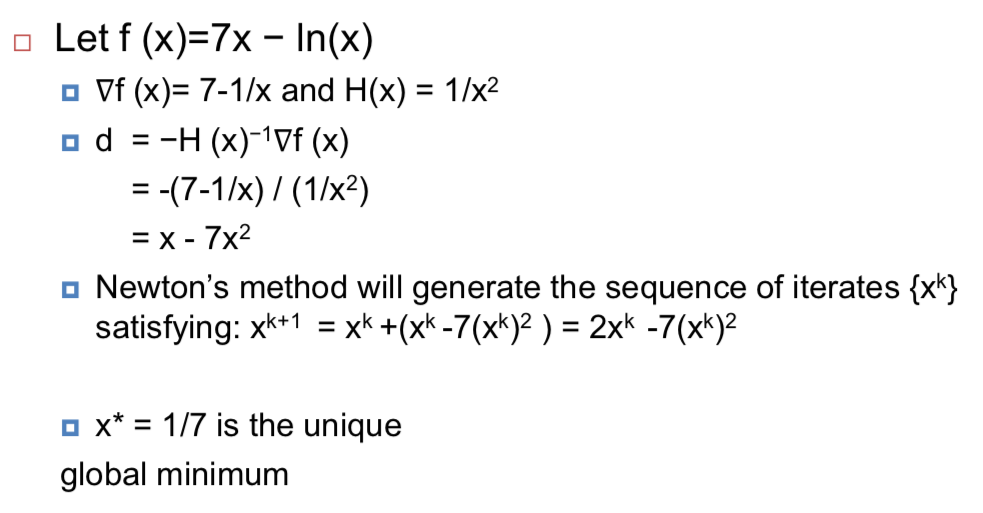 Let f (x)=7x − ln(x)
∇f (x)= 7-1/x and H(x) = 1/x²
d = −H (x)⁻¹∇f (x)
= -(7-1/x) / (1/x²)
= x - 7x²
Newton’s method will generate the sequence of iterates {xᵏ}
satisfying: xᵏ⁺¹ = xᵏ +(xᵏ -7(xᵏ)² ) = 2xᵏ -7(xᵏ)²
x* = 1/7 is the unique
global minimum